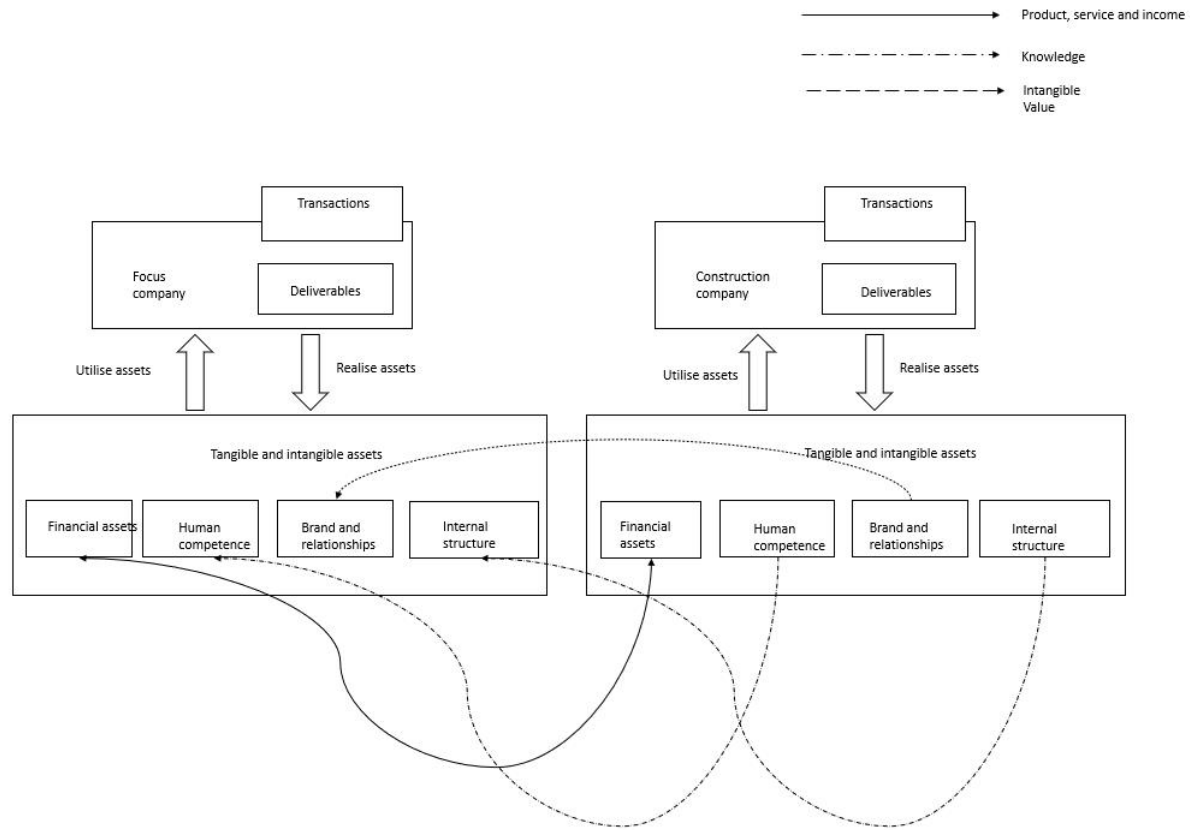 Product, service and income
Knowledge
Intangible
Value
Transactions
Focus
company
Deliverables
Transactions
Construction
company
Deliverables
Utilise assets
Realise assets
Utilise assets
Realise assets
Tangible and intangible assets
Financial assets
Human
competence
Brand and
relationships
Internal
structure
Tangible and intangible assets
Financial
assets
Human
competence
Brand and
relationships
Internal
structure